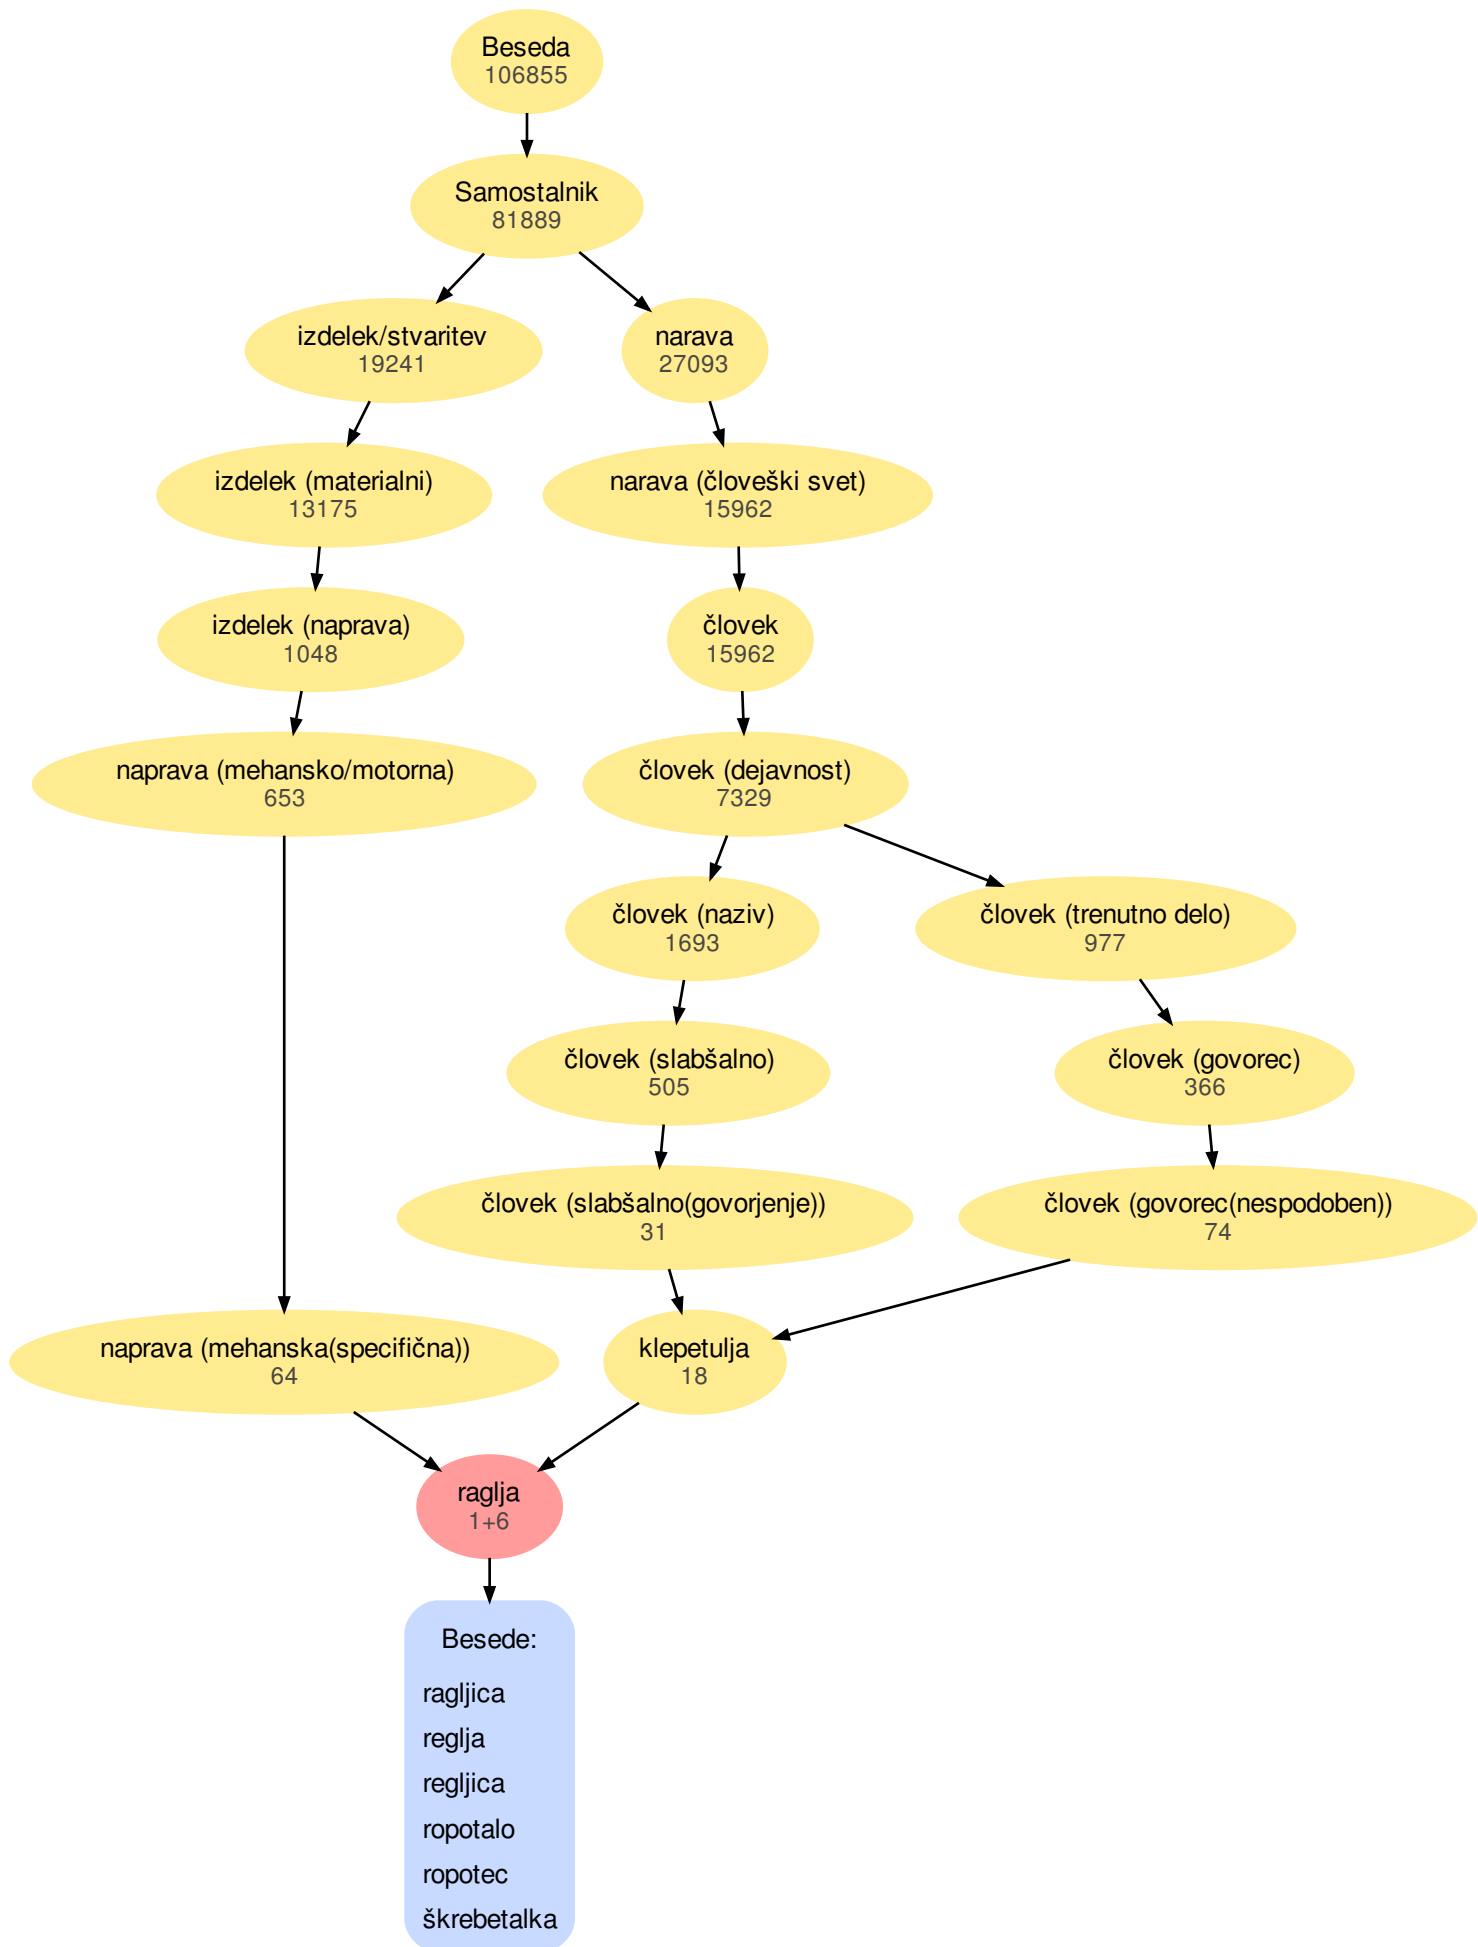 Beseda
106855
Samostalnik
81889
izdelek/stvaritev
19241
narava
27093
izdelek (materialni)
13175
narava (človeški svet)
15962
izdelek (naprava)
1048
človek
15962
naprava (mehansko/motorna)
653
človek (dejavnost)
7329
človek (naziv)
1693
človek (trenutno delo)
977
človek (slabšalno)
505
človek (govorec)
366
človek (slabšalno(govorjenje))
31
človek (govorec(nespodoben))
74
naprava (mehanska(specifična))
64
klepetulja
18
raglja
1+6
Besede:
ragljica
reglja
regljica
ropotalo
ropotec
škrebetalka